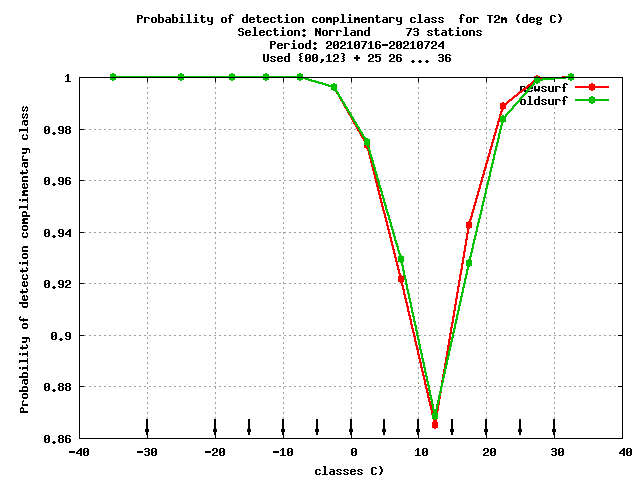 Probability of detection complimentary class  for T2m (deg C)
Selection: Norrland     73 stations
Period: 20210716-20210724
Used {00,12} + 25 26 ... 36
Probability of detection complimentary class
1
0.98
0.96
0.94
0.92
0.9
0.88
0.86
newsurf
oldsurf
-40 -30 -20 -10 0 10 20 30 40
classes C)